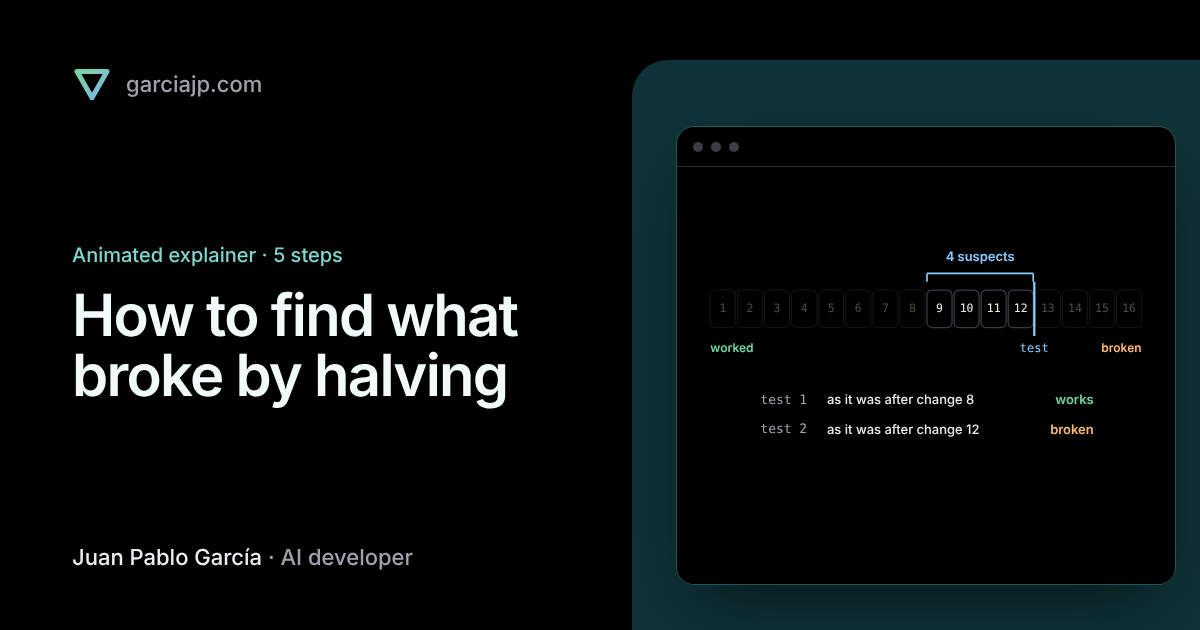 garciajp.com
Animated explainer · 5 steps
How to find what
broke by halving
Juan Pablo García · AI developer
4 suspects
1 2 3 4 5 6 7 8 9 10 11 12 13 14 15 16
worked test broken
test 1 as it was after change 8 works
test 2 as it was after change 12 broken